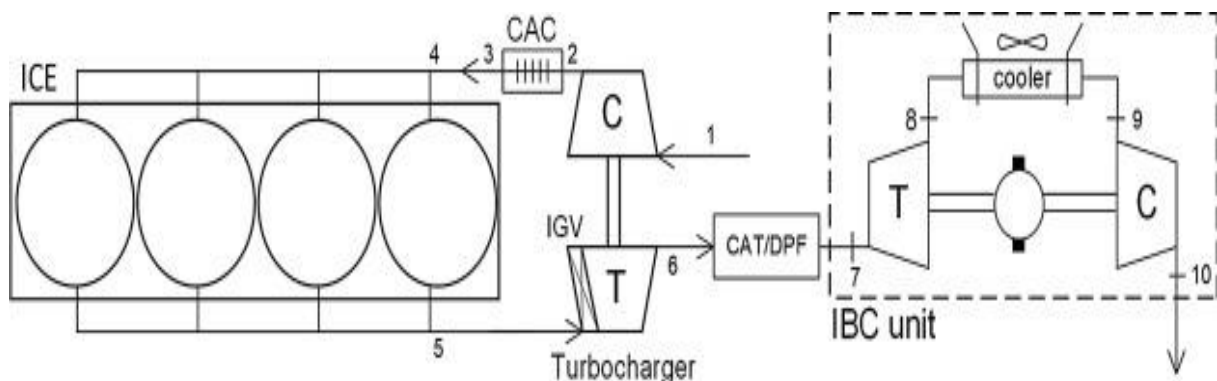 CAC
4
3
2
ICE
cooler
C
8
9
1
T
C
IGV
T
6
CAT/DPF
7
10
5
Turbocharger
IBC unit